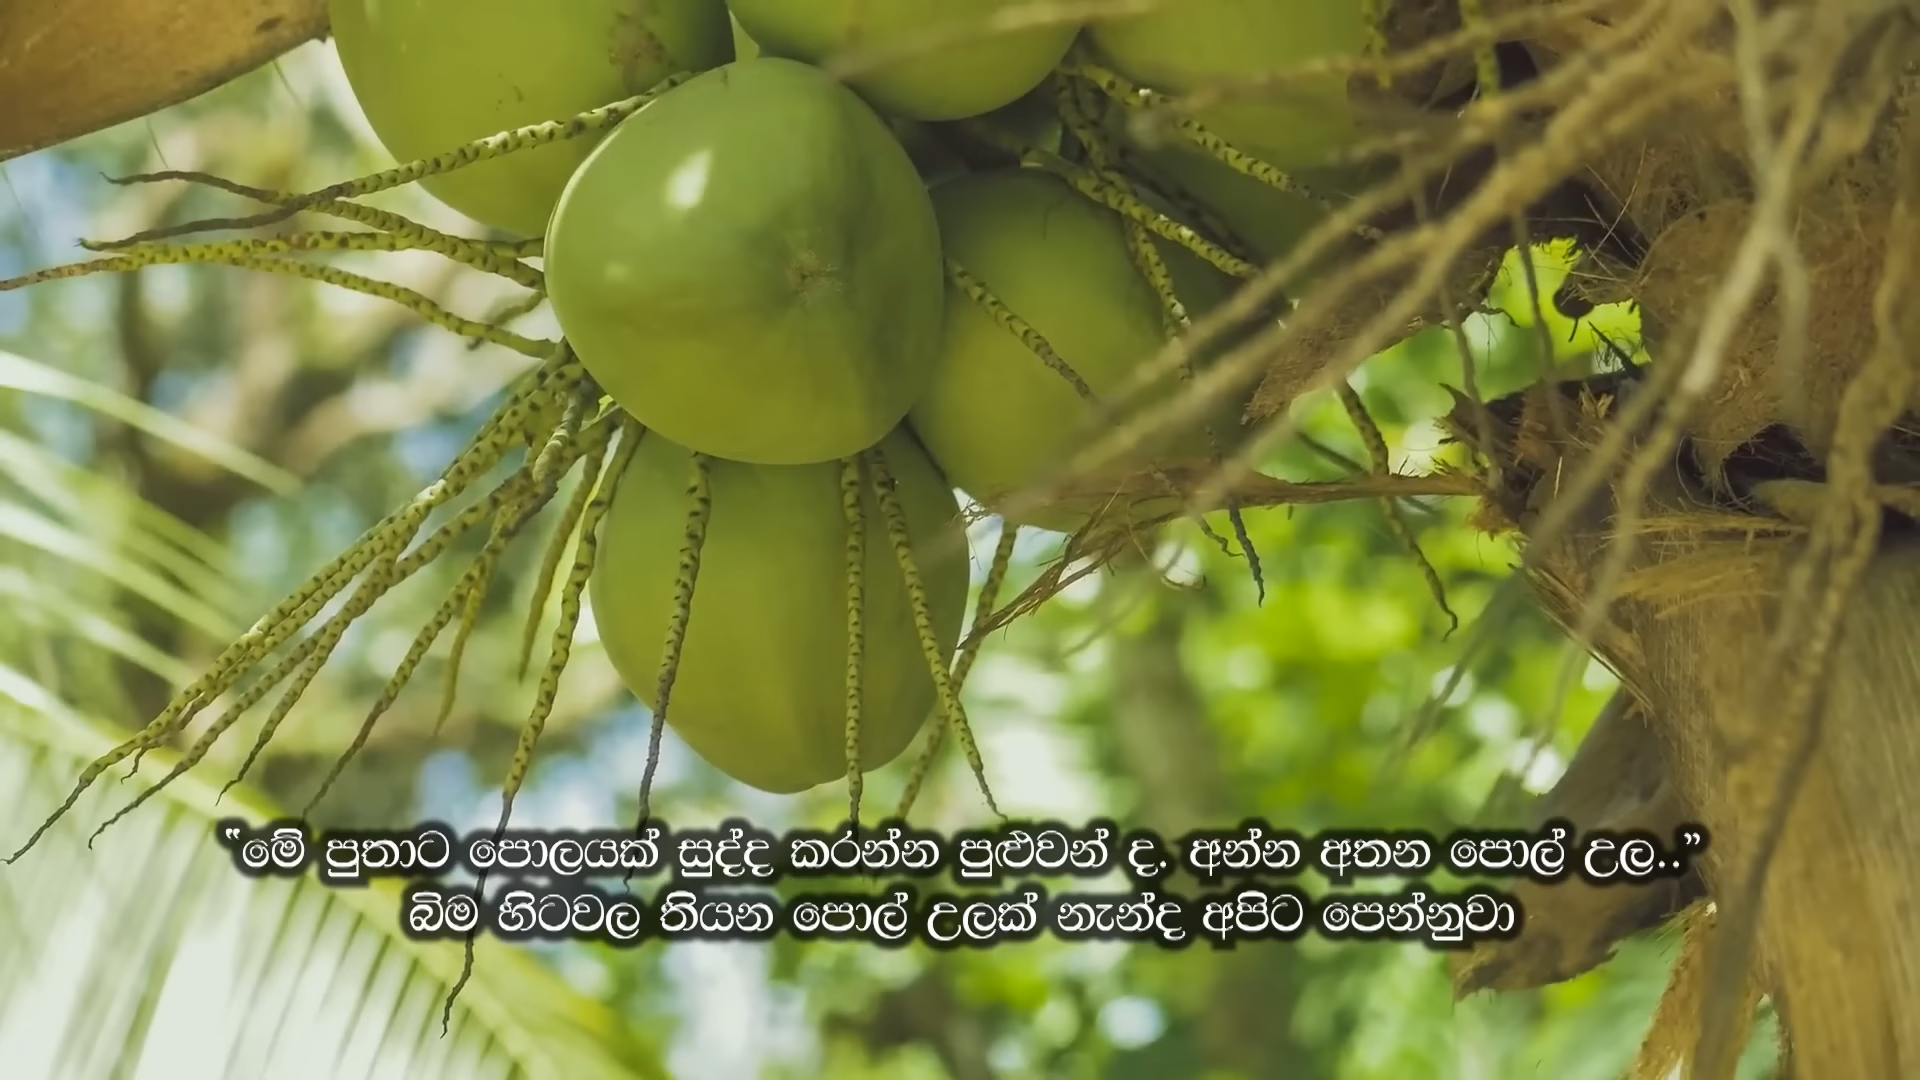 “මේ පුතාට පොලයක් සුද්ද කරන්න පුළුවන් ද. අන්න අතන පොල් උල..”
බිම හිටවල තියන පොල් උලක් නැන්ද අපිට පෙන්නුවා